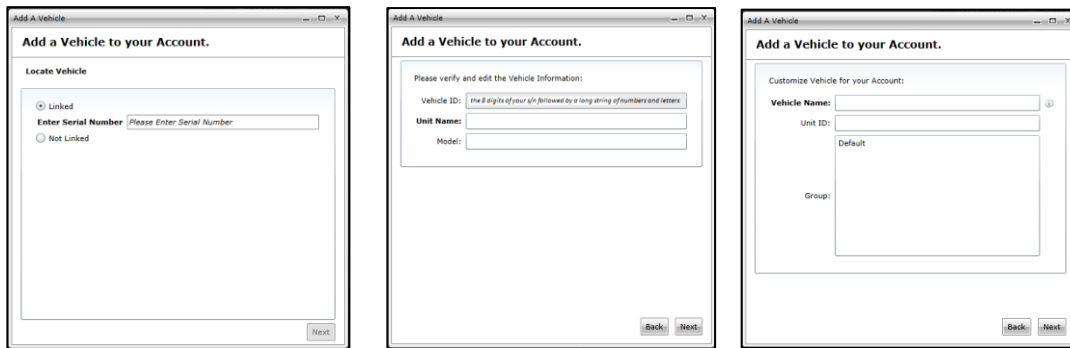 Add A Vehicle
Add a Vehicle to your Account.
Locate Vehicle
Linked
Enter Serial Number Please Enter Serial Number
Not Linked
Next
Add A Vehicle
Add a Vehicle to your Account.
Please verify and edit the Vehicle Information:
Vehicle ID: the 8 digits of your s/n followed by a long string of numbers and letters
Unit Name:
Model:
Back Next
Add A Vehicle
Add a Vehicle to your Account.
Customize Vehicle for your Account:
Vehicle Name:
Unit ID:
Default
Group:
Back Next